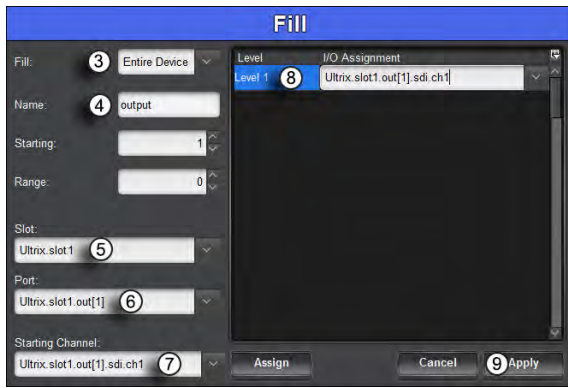 Fill
Fill: 3 Entire Device
Name: 4 output
Starting: 1
Range: 0
Slot:
Ultrix.slot1 5
Port:
Ultrix.slot1.out[1] 6
Starting Channel:
Ultrix.slot1.out[1].sdi.ch1 7
Level I/O Assignment
Level 1 8 Ultrix.slot1.out[1].sdi.ch1
Assign Cancel 9 Apply